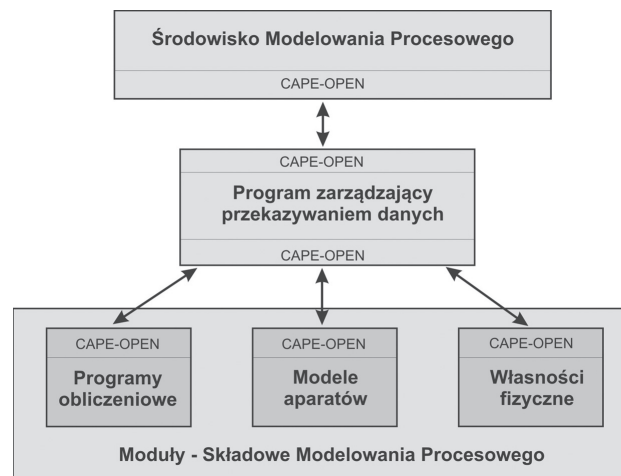 Środowisko Modelowania Procesowego
CAPE-OPEN
CAPE-OPEN
Program zarządzający
przekazywaniem danych
CAPE-OPEN
CAPE-OPEN
Programy
obliczeniowe
CAPE-OPEN
Modele
aparatów
CAPE-OPEN
Własności
fizyczne
Moduły - Składowe Modelowania Procesowego